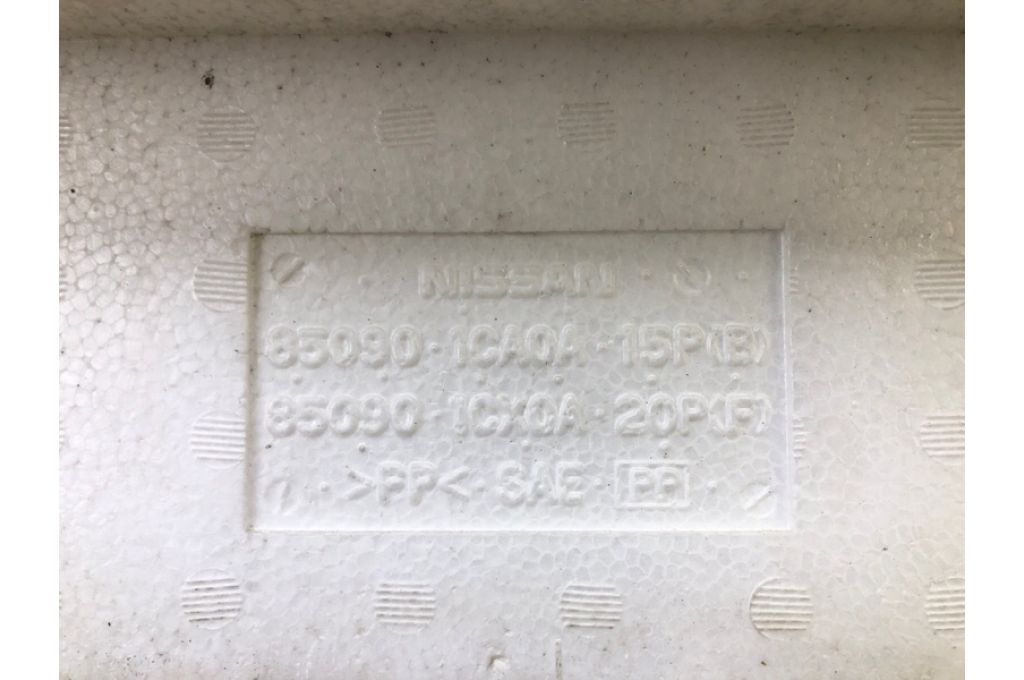 NISSAN
85090-1CA0A-15P(B)
85090-1CX0A-20P(F)
>PP< SAE PP